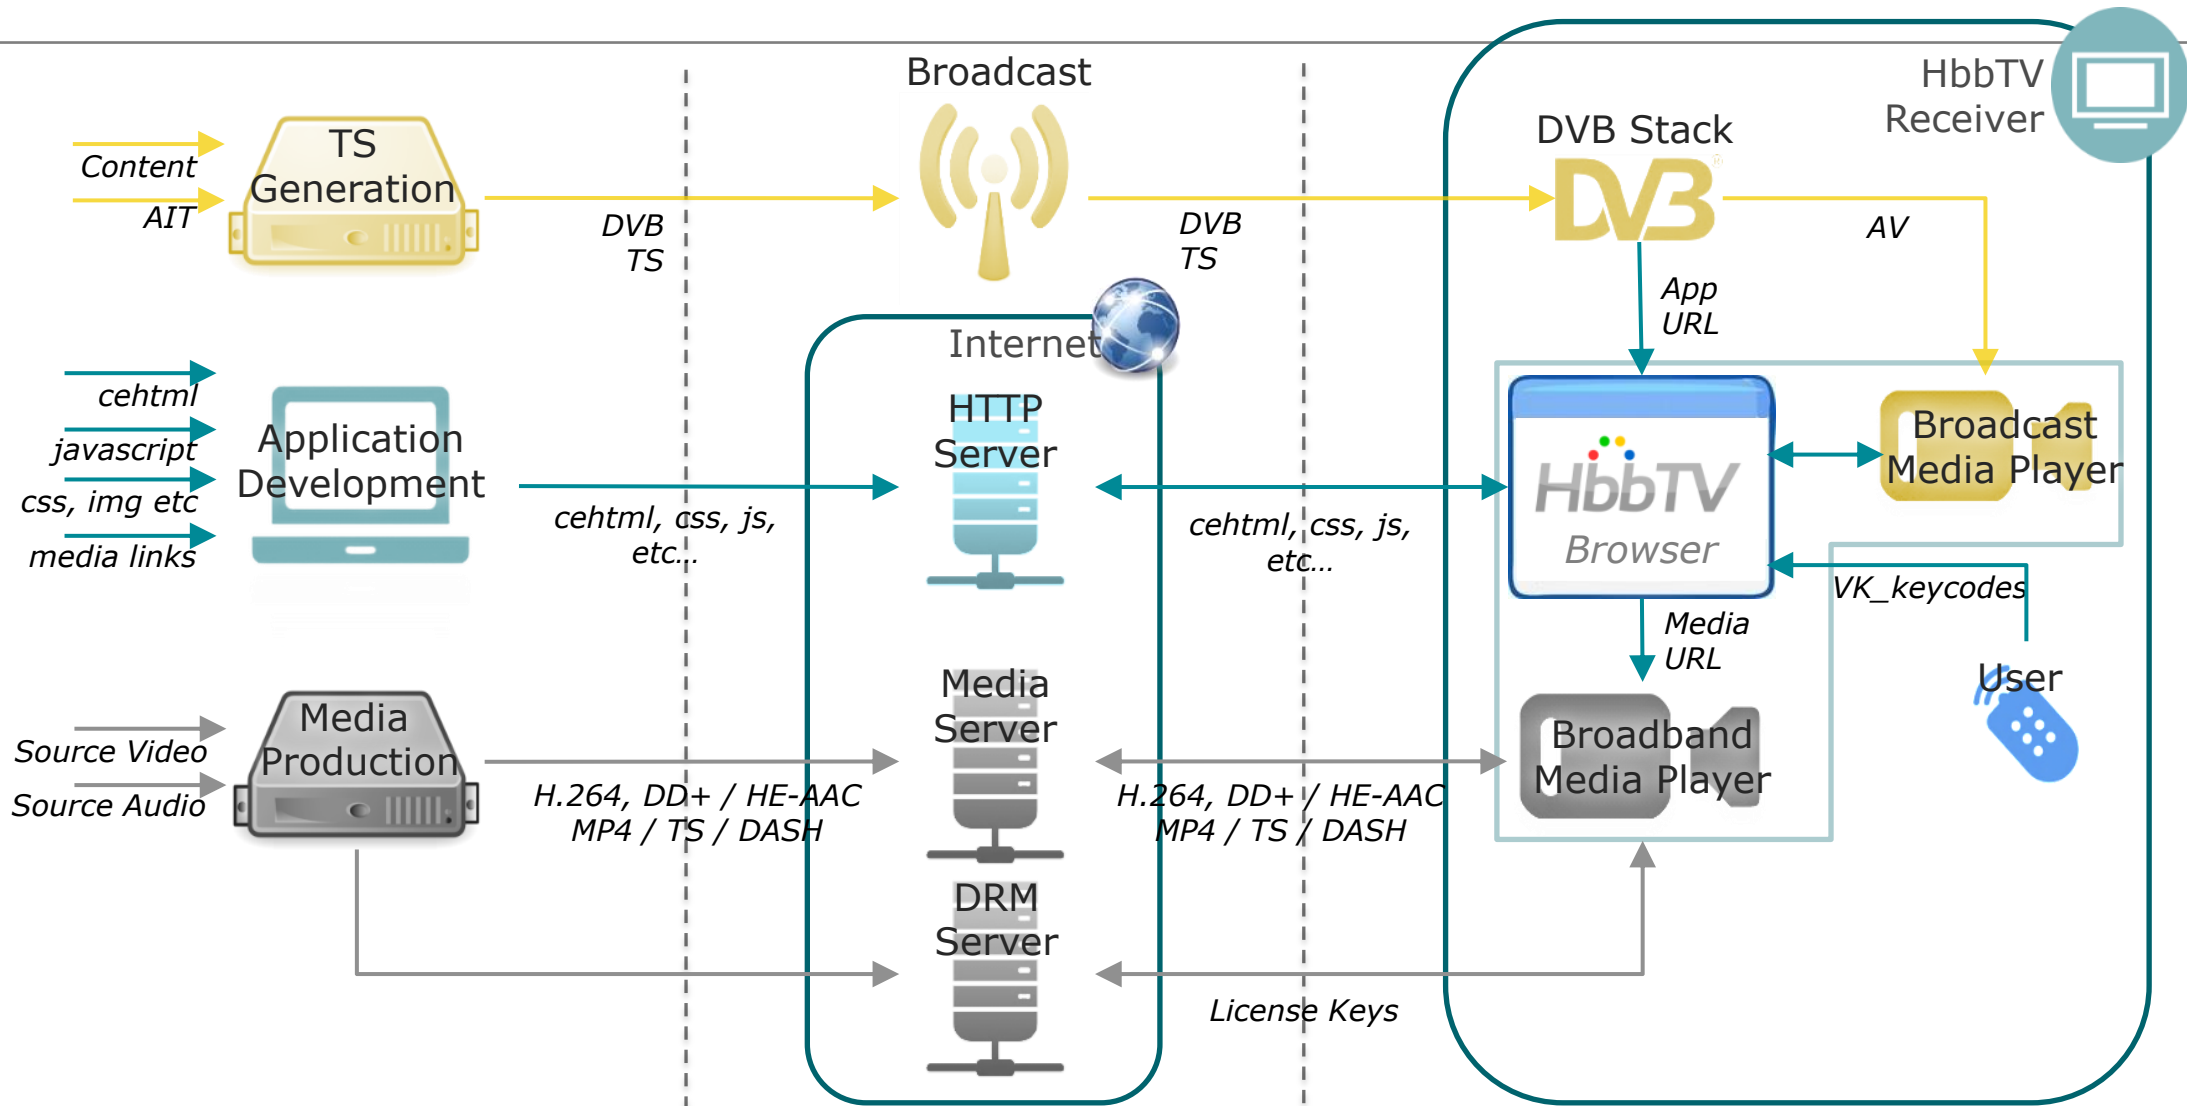 Broadcast
HbbTV
Receiver
TS
Generation
Content
AIT
DVB
TS
DVB
TS
DVB Stack
DVB
®
AV
App
URL
Internet
cehtml
javascript
css, img etc
media links
Application
Development
cehtml, css, js,
etc...
HTTP
Server
cehtml, css, js,
etc...
HbbTV
Browser
Broadcast
Media Player
VK_keycodes
Media
URL
User
Source Video
Source Audio
Media
Production
H.264, DD+ / HE-AAC
MP4 / TS / DASH
Media
Server
H.264, DD+ / HE-AAC
MP4 / TS / DASH
Broadband
Media Player
DRM
Server
License Keys